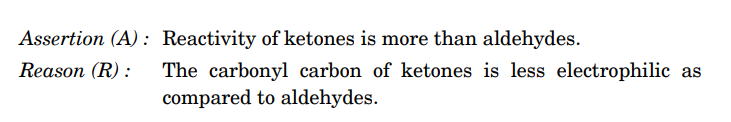 Assertion (A) : Reactivity of ketones is more than aldehydes.
Reason (R) : The carbonyl carbon of ketones is less electrophilic as
compared to aldehydes.